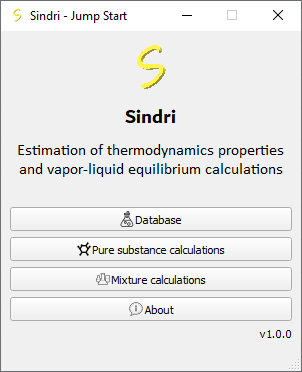 Sindri - Jump Start
S
Sindri
Estimation of thermodynamics properties
and vapor-liquid equilibrium calculations
Database
Pure substance calculations
Mixture calculations
About
v1.0.0